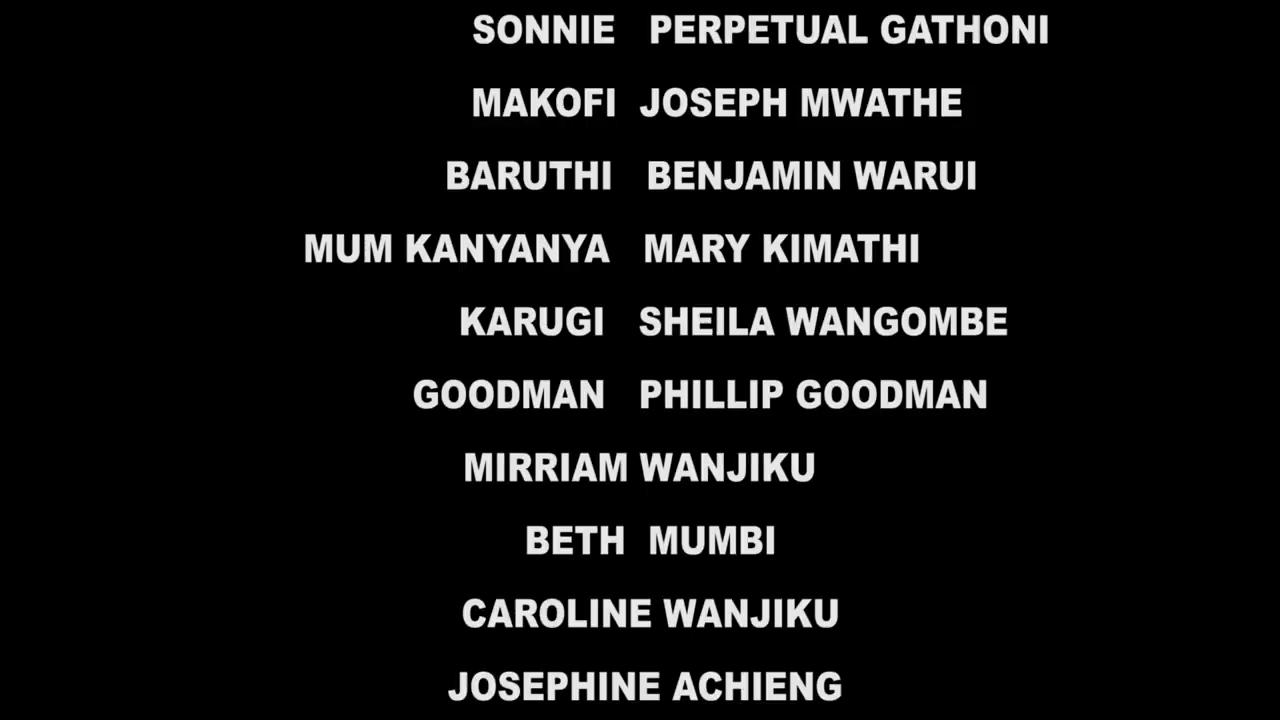 SONNIE PERPETUAL GATHONI
MAKOFI JOSEPH MWATHE
BARUTHI BENJAMIN WARUI
MUM KANYANYA MARY KIMATHI
KARUGI SHEILA WANGOMBE
GOODMAN PHILLIP GOODMAN
MIRRIAM WANJIKU
BETH MUMBI
CAROLINE WANJIKU
JOSEPHINE ACHIENG